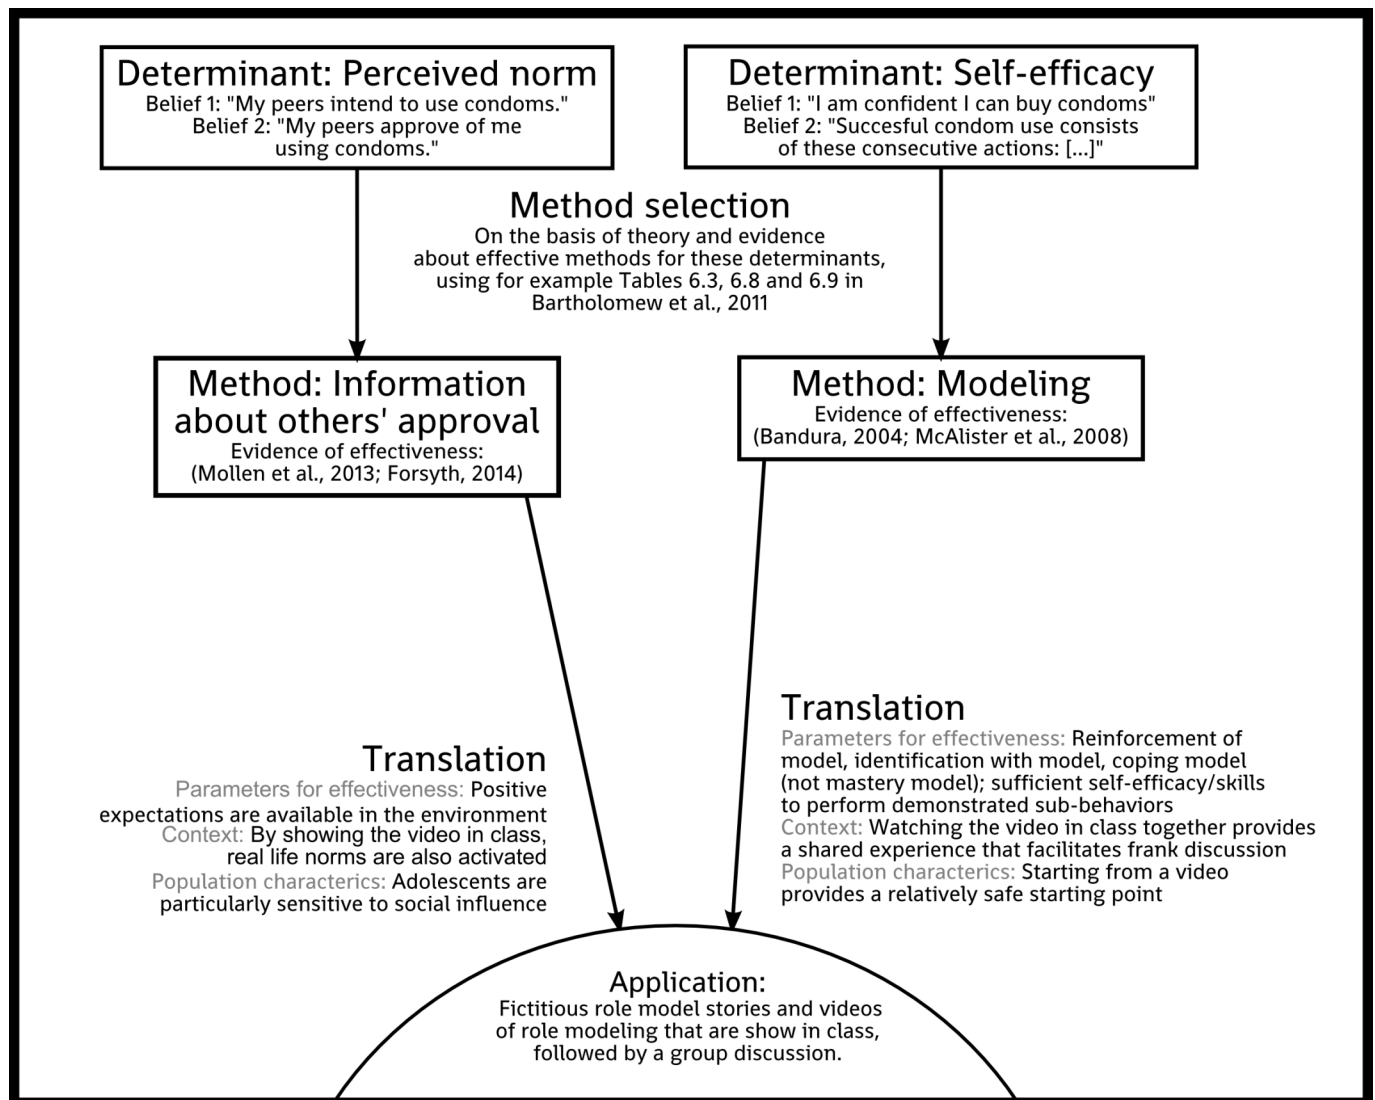 Determinant: Perceived norm
Belief 1: "My peers intend to use condoms."
Belief 2: "My peers approve of me
using condoms."
Determinant: Self-efficacy
Belief 1: "I am confident I can buy condoms"
Belief 2: "Succesful condom use consists
of these consecutive actions: [...]"
Method selection
On the basis of theory and evidence
about effective methods for these determinants,
using for example Tables 6.3, 6.8 and 6.9 in
Bartholomew et al., 2011
Method: Information
about others' approval
Evidence of effectiveness:
(Mollen et al., 2013; Forsyth, 2014)
Method: Modeling
Evidence of effectiveness:
(Bandura, 2004; McAlister et al., 2008)
Translation
Parameters for effectiveness: Positive
expectations are available in the environment
Context: By showing the video in class,
real life norms are also activated
Population characterics: Adolescents are
particularly sensitive to social influence
Translation
Parameters for effectiveness: Reinforcement of
model, identification with model, coping model
(not mastery model); sufficient self-efficacy/skills
to perform demonstrated sub-behaviors
Context: Watching the video in class together provides
a shared experience that facilitates frank discussion
Population characterics: Starting from a video
provides a relatively safe starting point
Application:
Fictitious role model stories and videos
of role modeling that are show in class,
followed by a group discussion.